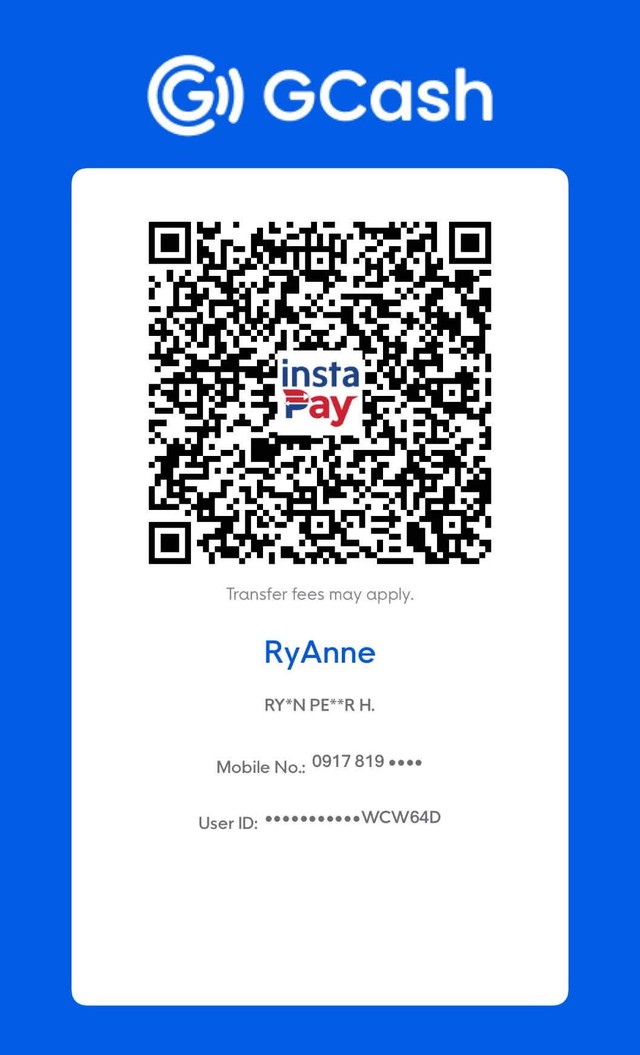 GCash
insta
Pay
Transfer fees may apply.
RyAnne
RY*N PE**R H.
Mobile No.: 0917 819 ••••
User ID: •••••••••••WCW64D